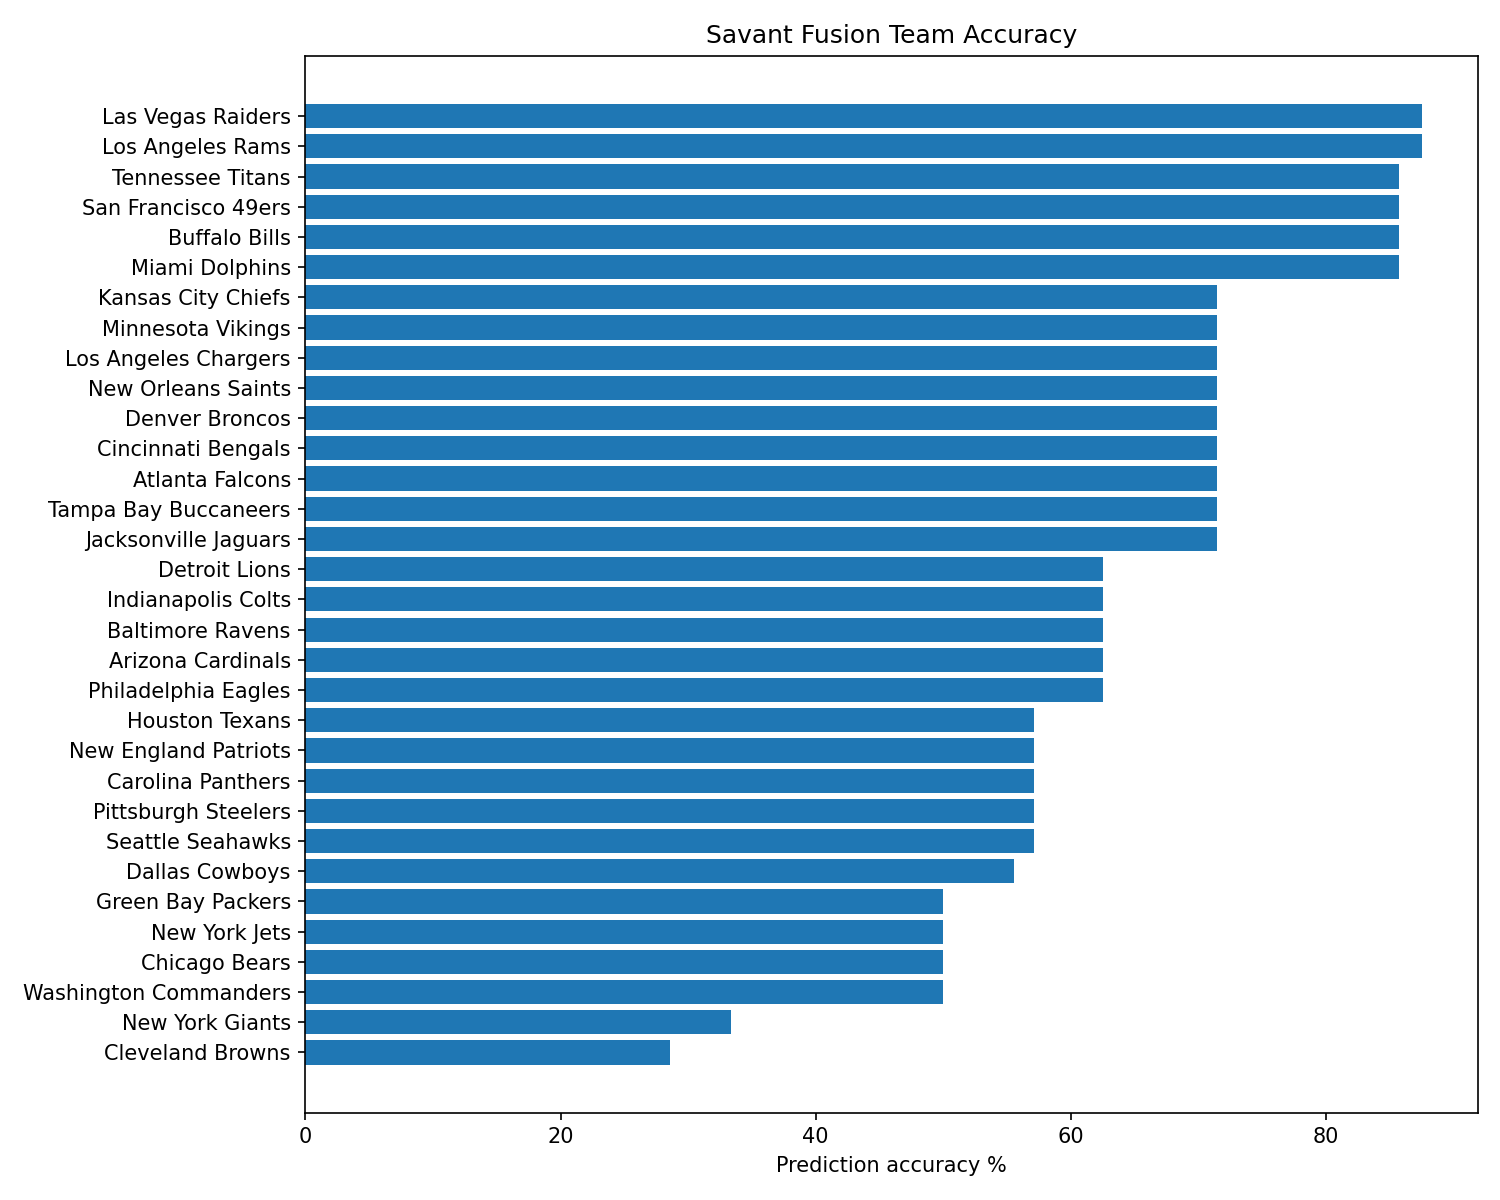 Savant Fusion Team Accuracy
Las Vegas Raiders
Los Angeles Rams
Tennessee Titans
San Francisco 49ers
Buffalo Bills
Miami Dolphins
Kansas City Chiefs
Minnesota Vikings
Los Angeles Chargers
New Orleans Saints
Denver Broncos
Cincinnati Bengals
Atlanta Falcons
Tampa Bay Buccaneers
Jacksonville Jaguars
Detroit Lions
Indianapolis Colts
Baltimore Ravens
Arizona Cardinals
Philadelphia Eagles
Houston Texans
New England Patriots
Carolina Panthers
Pittsburgh Steelers
Seattle Seahawks
Dallas Cowboys
Green Bay Packers
New York Jets
Chicago Bears
Washington Commanders
New York Giants
Cleveland Browns
0 20 40 60 80
Prediction accuracy %